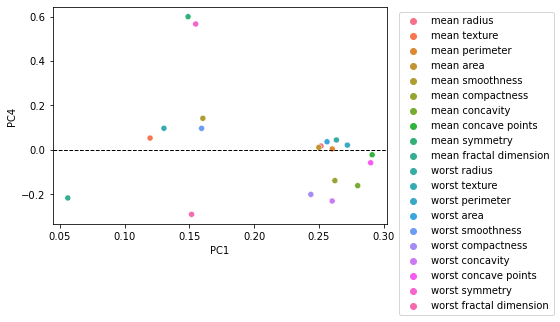 0.6
0.4
0.2
0.0
−0.2
PC4
0.05 0.10 0.15 0.20 0.25 0.30
PC1
mean radius
mean texture
mean perimeter
mean area
mean smoothness
mean compactness
mean concavity
mean concave points
mean symmetry
mean fractal dimension
worst radius
worst texture
worst perimeter
worst area
worst smoothness
worst compactness
worst concavity
worst concave points
worst symmetry
worst fractal dimension